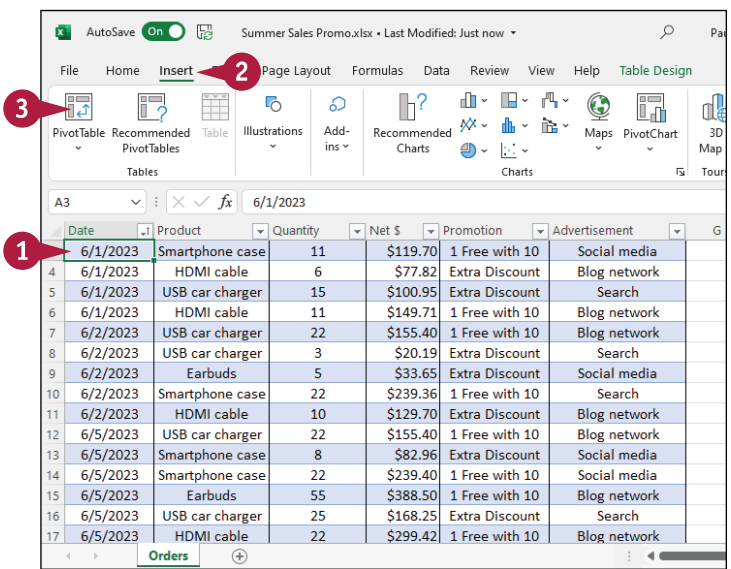 AutoSave On Summer Sales Promo.xlsx • Last Modified: Just now Pau
File Home Insert 2 Page Layout Formulas Data Review View Help Table Design
3
PivotTable Recommended PivotTables Table Illustrations Add-ins Recommended Charts Maps PivotChart 3D Map
Tables Charts Tours
A3 fx 6/1/2023
Date Product Quantity Net $ Promotion Advertisement G
1 6/1/2023 Smartphone case 11 $119.70 1 Free with 10 Social media
4 6/1/2023 HDMI cable 6 $77.82 Extra Discount Blog network
5 6/1/2023 USB car charger 15 $100.95 Extra Discount Search
6 6/1/2023 HDMI cable 11 $149.71 1 Free with 10 Blog network
7 6/2/2023 USB car charger 22 $155.40 1 Free with 10 Blog network
8 6/2/2023 USB car charger 3 $20.19 Extra Discount Search
9 6/2/2023 Earbuds 5 $33.65 Extra Discount Social media
10 6/2/2023 Smartphone case 22 $239.36 1 Free with 10 Search
11 6/2/2023 HDMI cable 10 $129.70 Extra Discount Blog network
12 6/5/2023 USB car charger 22 $155.40 1 Free with 10 Blog network
13 6/5/2023 Smartphone case 8 $82.96 Extra Discount Social media
14 6/5/2023 Smartphone case 22 $239.40 1 Free with 10 Social media
15 6/5/2023 Earbuds 55 $388.50 1 Free with 10 Blog network
16 6/5/2023 USB car charger 25 $168.25 Extra Discount Search
17 6/5/2023 HDMI cable 22 $299.42 1 Free with 10 Blog network
Orders